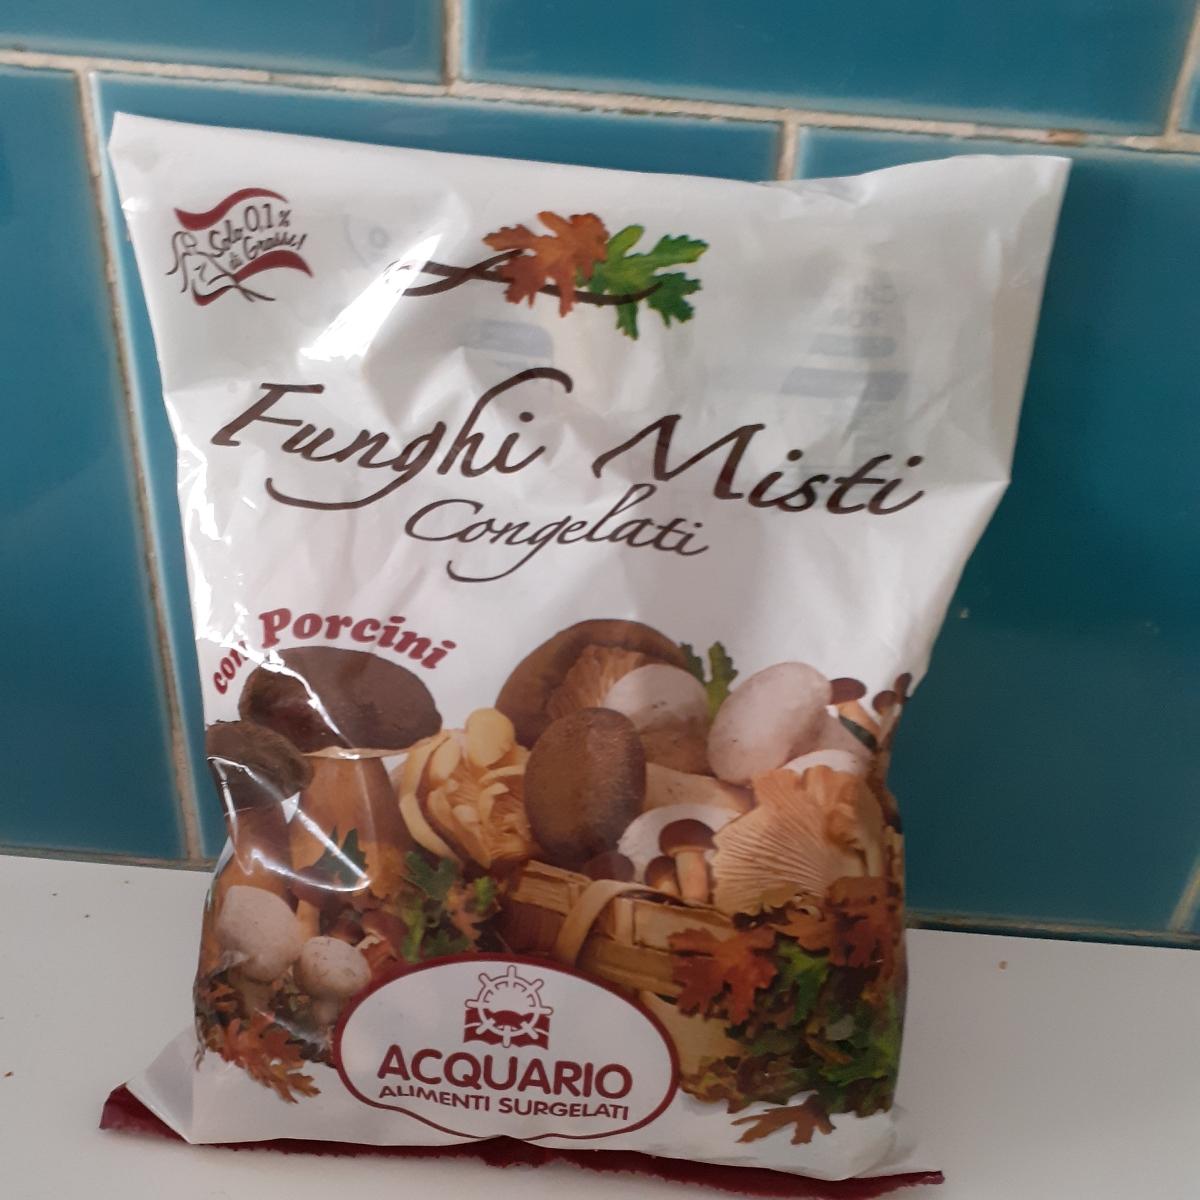 Solo 0,1%
di Grassi!
Funghi Misti
Congelati
con Porcini
ACQUARIO
ALIMENTI SURGELATI